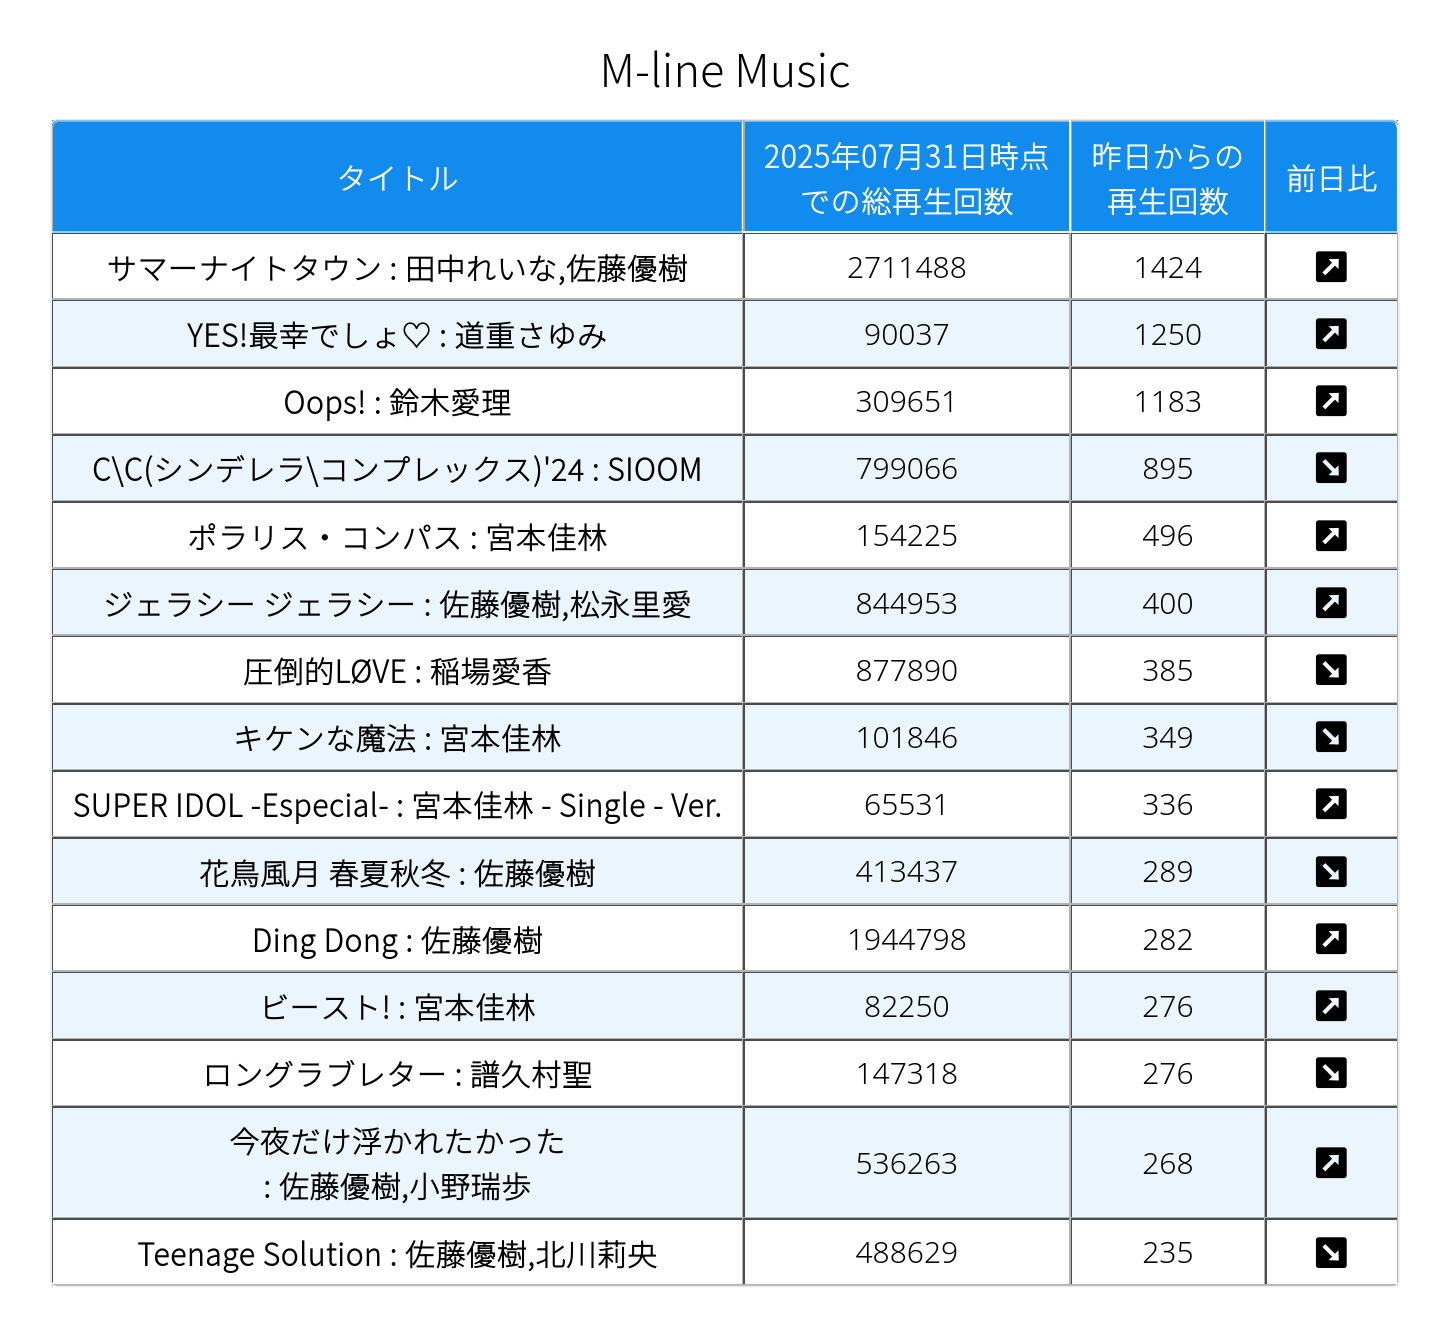 M-line Music
タイトル
2025年07月31日時点
での総再生回数
昨日からの
再生回数
前日比
サマーナイトタウン : 田中れいな,佐藤優樹 2711488 1424 ↗
YES!最幸でしょ♡ : 道重さゆみ 90037 1250 ↗
Oops! : 鈴木愛理 309651 1183 ↗
C\C(シンデレラ\コンプレックス)'24 : SIOOM 799066 895 ↘
ポラリス・コンパス : 宮本佳林 154225 496 ↗
ジェラシー ジェラシー : 佐藤優樹,松永里愛 844953 400 ↗
圧倒的LØVE : 稲場愛香 877890 385 ↘
キケンな魔法 : 宮本佳林 101846 349 ↘
SUPER IDOL -Especial- : 宮本佳林 - Single - Ver. 65531 336 ↗
花鳥風月 春夏秋冬 : 佐藤優樹 413437 289 ↘
Ding Dong : 佐藤優樹 1944798 282 ↗
ビースト! : 宮本佳林 82250 276 ↗
ロングラブレター : 譜久村聖 147318 276 ↘
今夜だけ浮かれたかった
: 佐藤優樹,小野瑞歩 536263 268 ↗
Teenage Solution : 佐藤優樹,北川莉央 488629 235 ↘